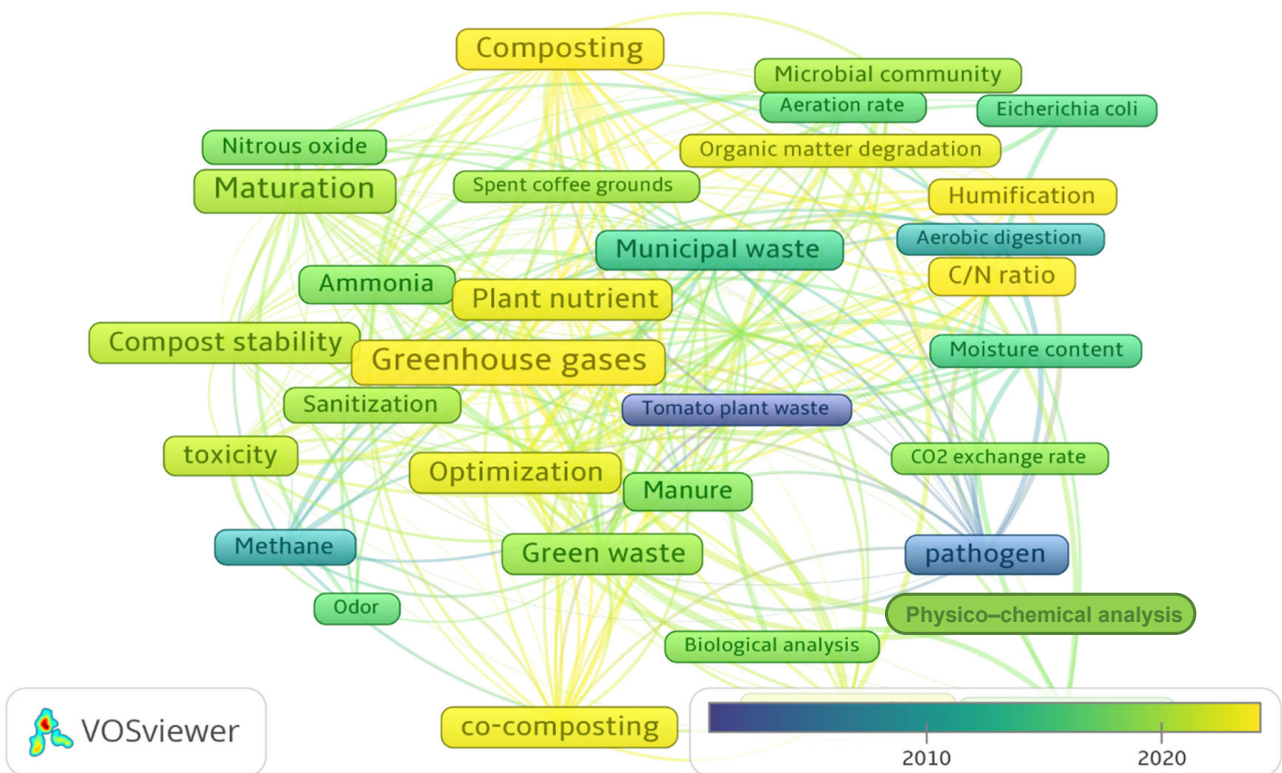 Composting
Microbial community
Aeration rate
Eicherichia coli
Nitrous oxide
Organic matter degradation
Maturation
Spent coffee grounds
Humification
Municipal waste
Aerobic digestion
Ammonia
Plant nutrient
C/N ratio
Compost stability
Greenhouse gases
Moisture content
Sanitization
Tomato plant waste
toxicity
Optimization
CO2 exchange rate
Manure
Methane
Green waste
pathogen
Odor
Physico–chemical analysis
Biological analysis
co-composting
VOSviewer
2010
2020